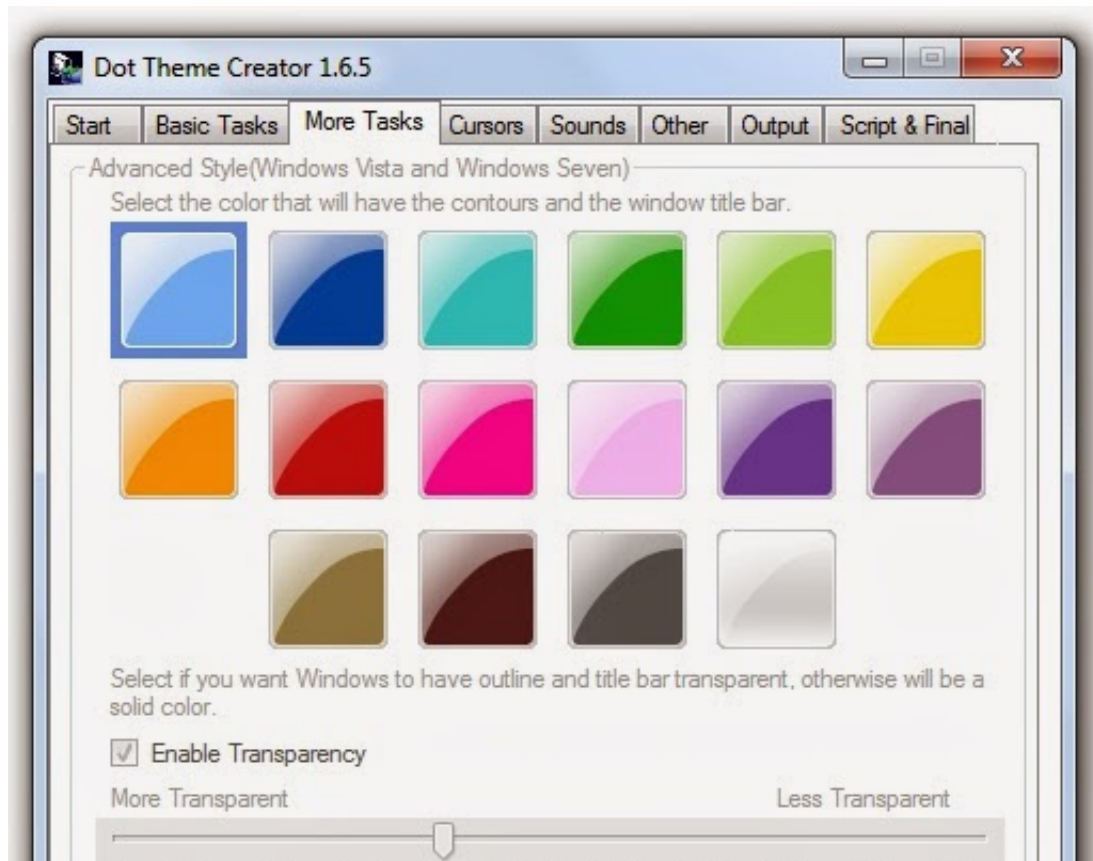 Dot Theme Creator 1.6.5
Start Basic Tasks More Tasks Cursors Sounds Other Output Script & Final
Advanced Style(Windows Vista and Windows Seven)
Select the color that will have the contours and the window title bar.
Select if you want Windows to have outline and title bar transparent, otherwise will be a
solid color.
Enable Transparency
More Transparent Less Transparent